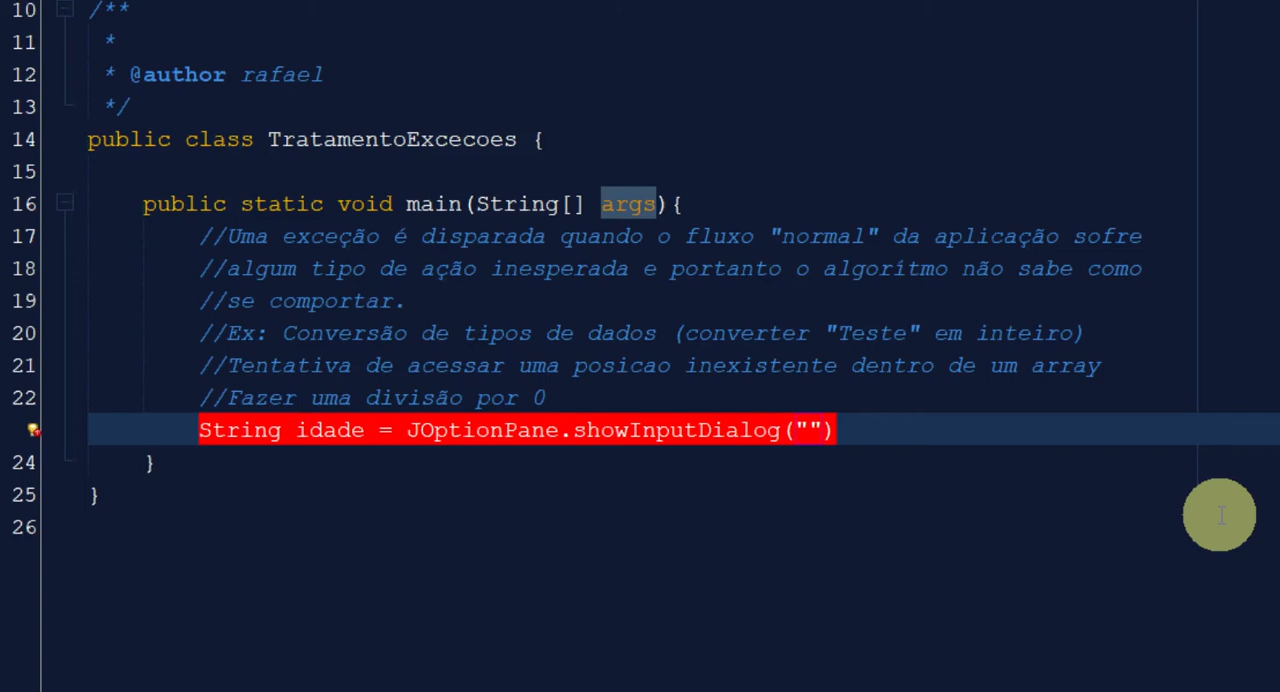 10 /**
11 *
12 * @author rafael
13 */
14 public class TratamentoExcecoes {
15
16 public static void main(String[] args){
17 //Uma exceção é disparada quando o fluxo "normal" da aplicação sofre
18 //algum tipo de ação inesperada e portanto o algorítmo não sabe como
19 //se comportar.
20 //Ex: Conversão de tipos de dados (converter "Teste" em inteiro)
21 //Tentativa de acessar uma posicao inexistente dentro de um array
22 //Fazer uma divisão por 0
String idade = JOptionPane.showInputDialog("")
24 }
25 }
26